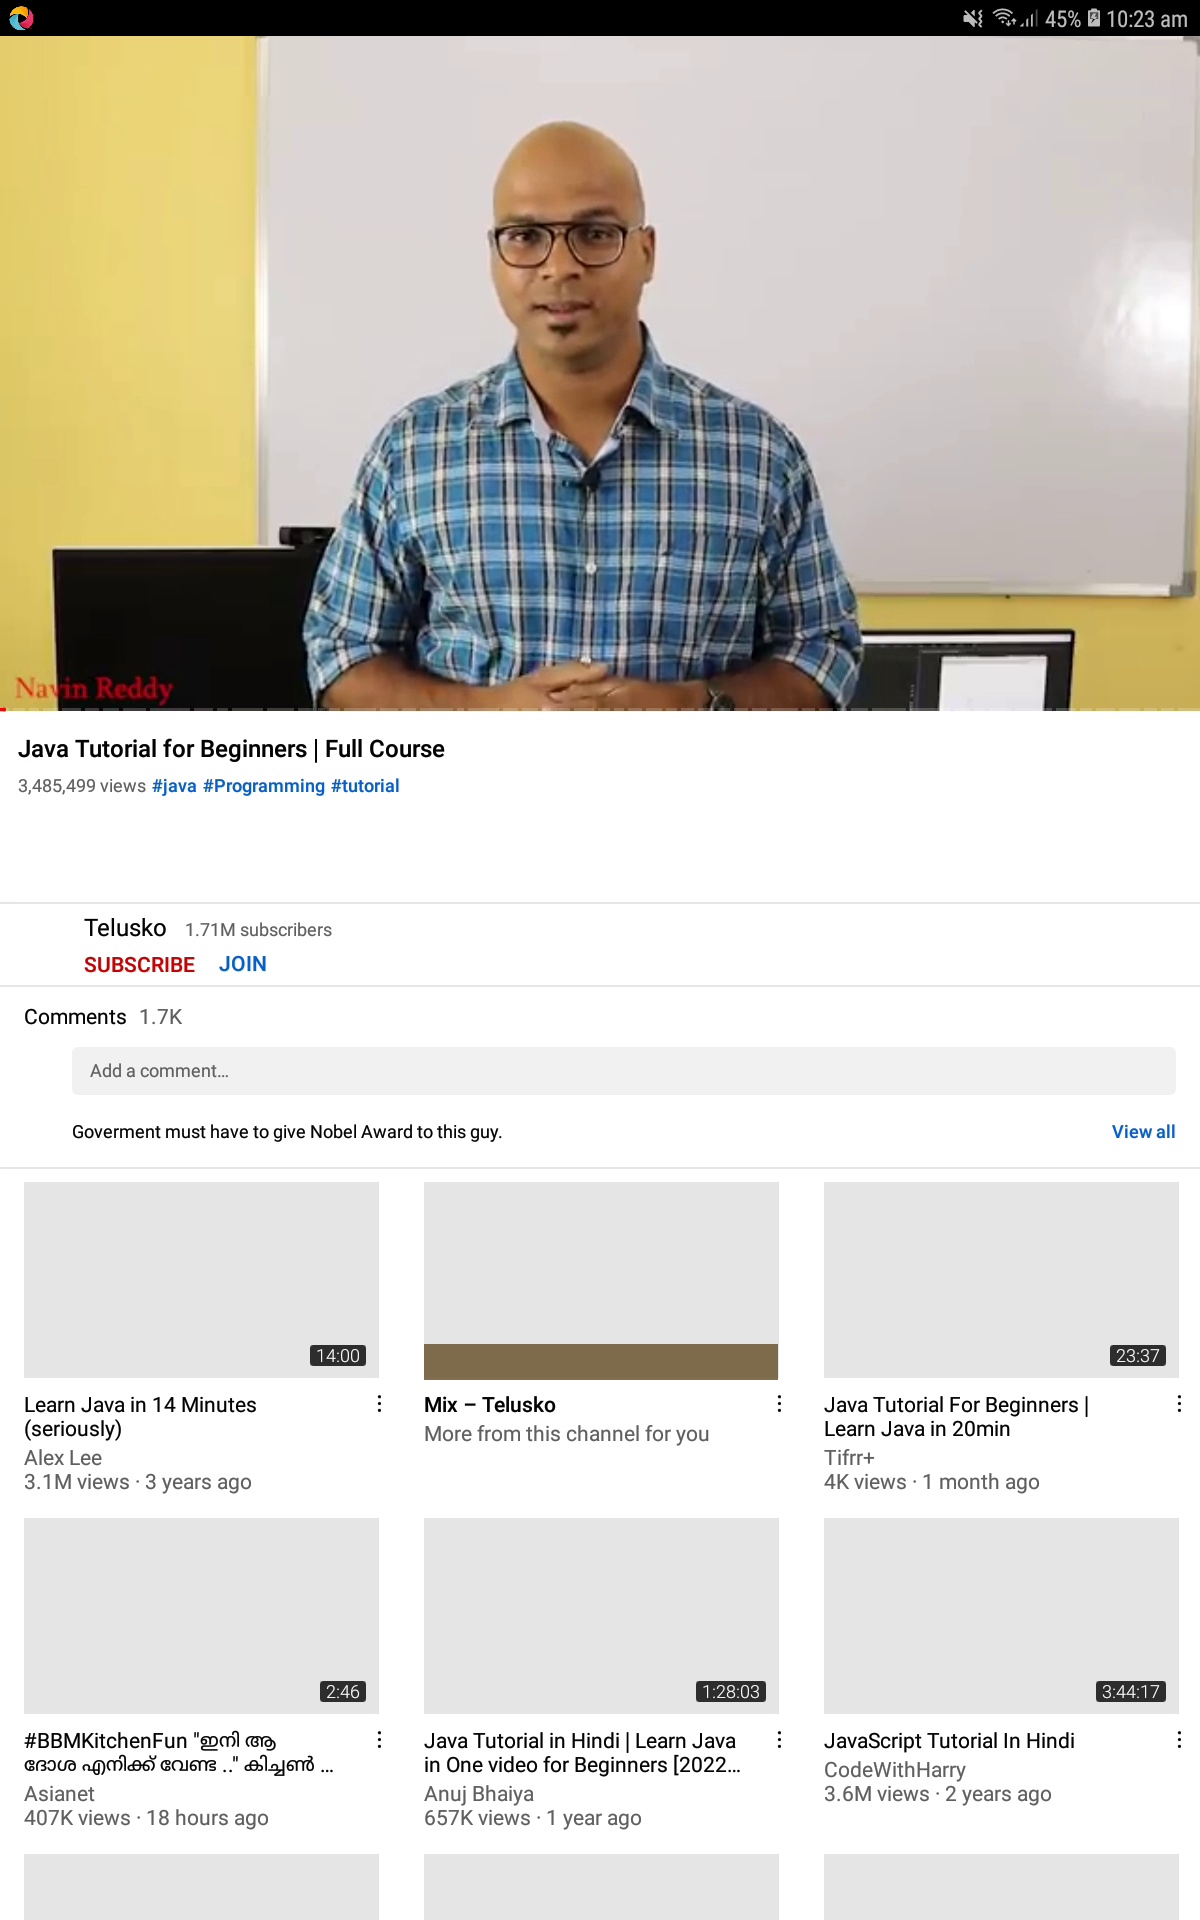 45% 10:23 am
Navin Reddy
Java Tutorial for Beginners | Full Course
3,485,499 views #java #Programming #tutorial
Telusko 1.71M subscribers
SUBSCRIBE JOIN
Comments 1.7K
Add a comment...
Goverment must have to give Nobel Award to this guy. View all
14:00
Learn Java in 14 Minutes
(seriously)
Alex Lee
3.1M views · 3 years ago
Mix – Telusko
More from this channel for you
23:37
Java Tutorial For Beginners |
Learn Java in 20min
Tifrr+
4K views · 1 month ago
2:46
#BBMKitchenFun "ഇനി ആ
ദോശ എനിക്ക് വേണ്ട .." കിച്ചൺ ...
Asianet
407K views · 18 hours ago
1:28:03
Java Tutorial in Hindi | Learn Java
in One video for Beginners [2022...
Anuj Bhaiya
657K views · 1 year ago
3:44:17
JavaScript Tutorial In Hindi
CodeWithHarry
3.6M views · 2 years ago